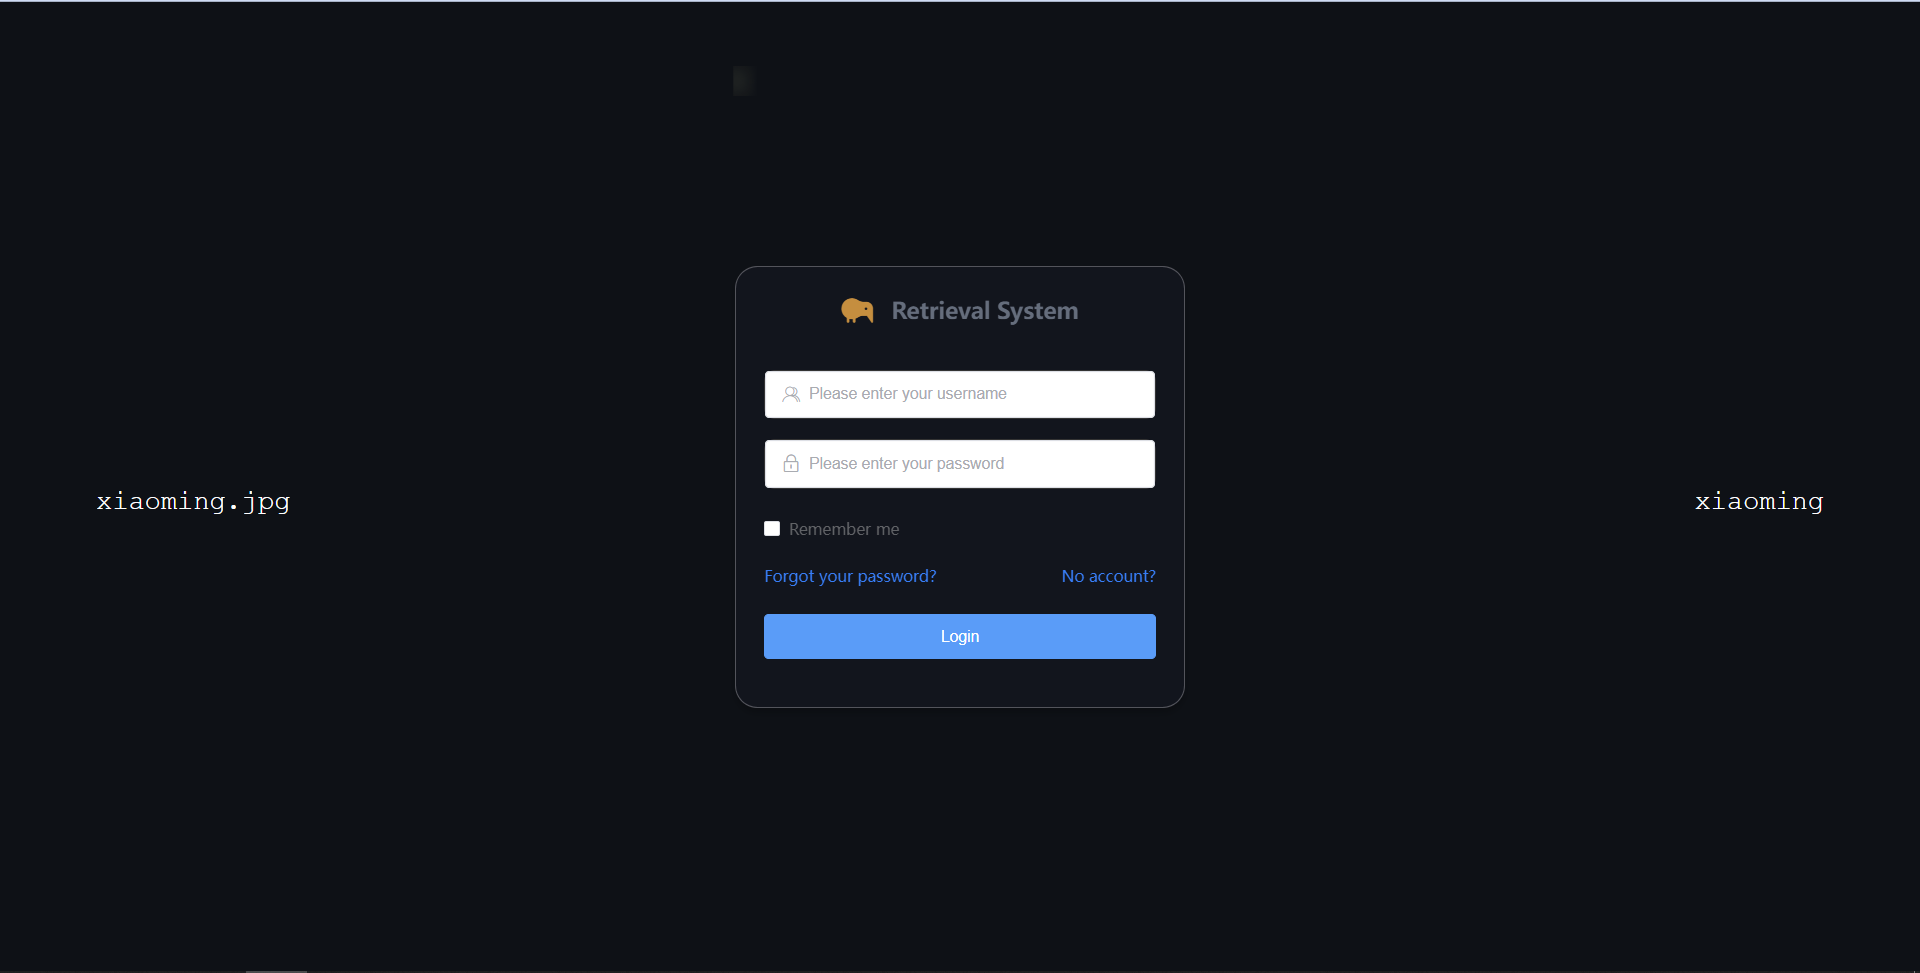 Retrieval System
Please enter your username
Please enter your password
xiaoming.jpg
xiaoming
Remember me
Forgot your password?
No account?
Login